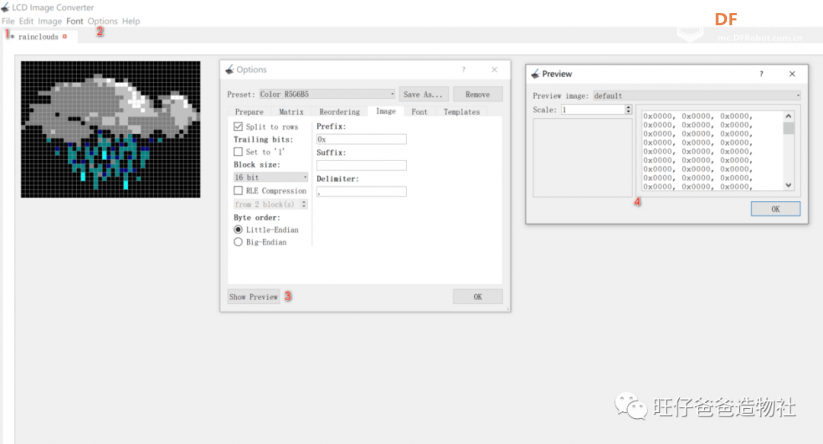 LCD Image Converter
File Edit Image Font Options Help
1 * rainclouds
2
DF
mc.DFRobot.com.cn
Options
Preset: Color R5G6B5
Save As...
Remove
Prepare Matrix Reordering Image Font Templates
Split to rows
Trailing bits:
Set to '1'
Block size:
16 bit
RLE Compression
from 2 block(s)
Byte order:
Little-Endian
Big-Endian
Prefix:
0x
Suffix:
Delimiter:
,
Show Preview
3
OK
Preview
Preview image: default
Scale: 1
0x0000, 0x0000, 0x0000,
0x0000, 0x0000, 0x0000,
0x0000, 0x0000, 0x0000,
0x0000, 0x0000, 0x0000,
0x0000, 0x0000, 0x0000,
0x0000, 0x0000, 0x0000,
0x0000, 0x0000, 0x0000,
0x0000, 0x0000, 0x0000,
0x0000, 0x0000, 0x0000,
4
OK
旺仔爸爸造物社